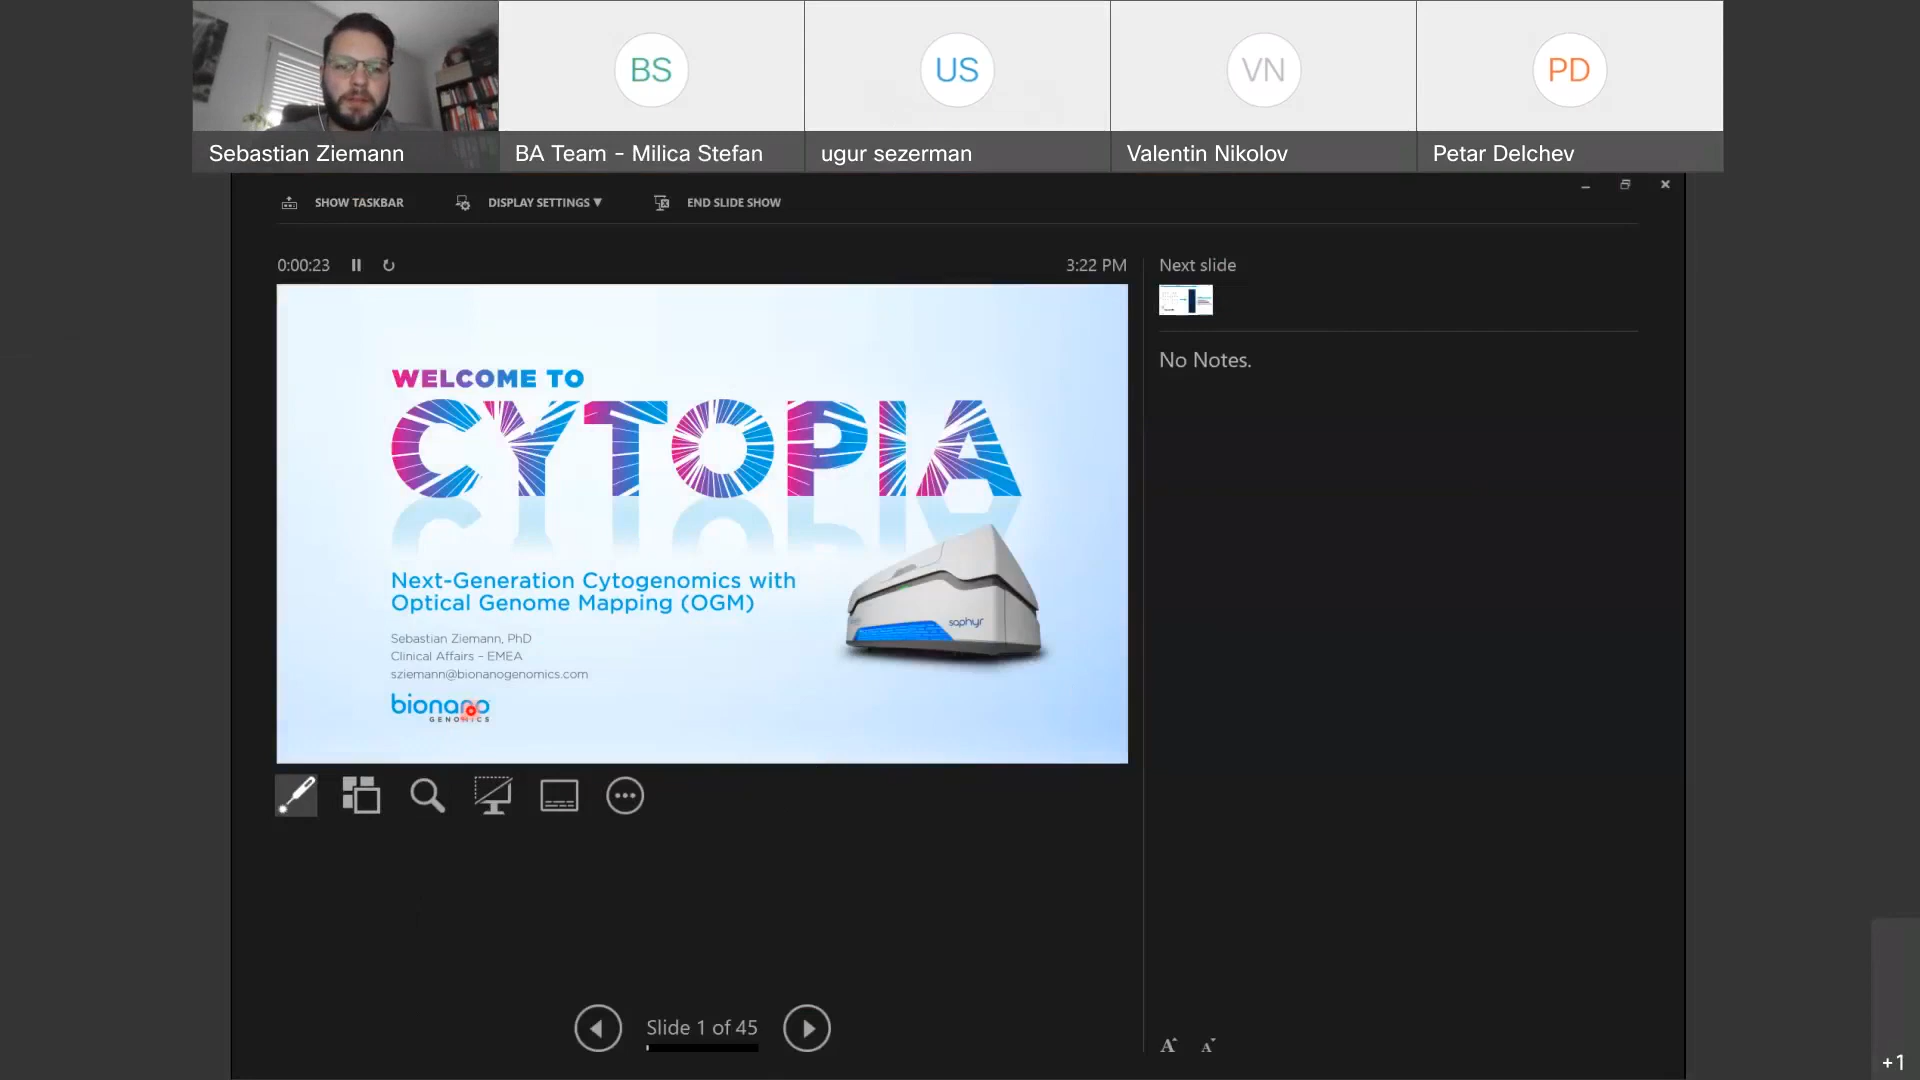 BS
US
VN
PD
Sebastian Ziemann
BA Team - Milica Stefan
ugur sezerman
Valentin Nikolov
Petar Delchev
SHOW TASKBAR
DISPLAY SETTINGS ▼
END SLIDE SHOW
0:00:23
3:22 PM
Next slide
No Notes.
WELCOME TO
CYTOPIA
Next-Generation Cytogenomics with
Optical Genome Mapping (OGM)
saphyr
Sebastian Ziemann, PhD
Clinical Affairs – EMEA
sziemann@bionanogenomics.com
bionano
GENOMICS
Slide 1 of 45
A A
+1